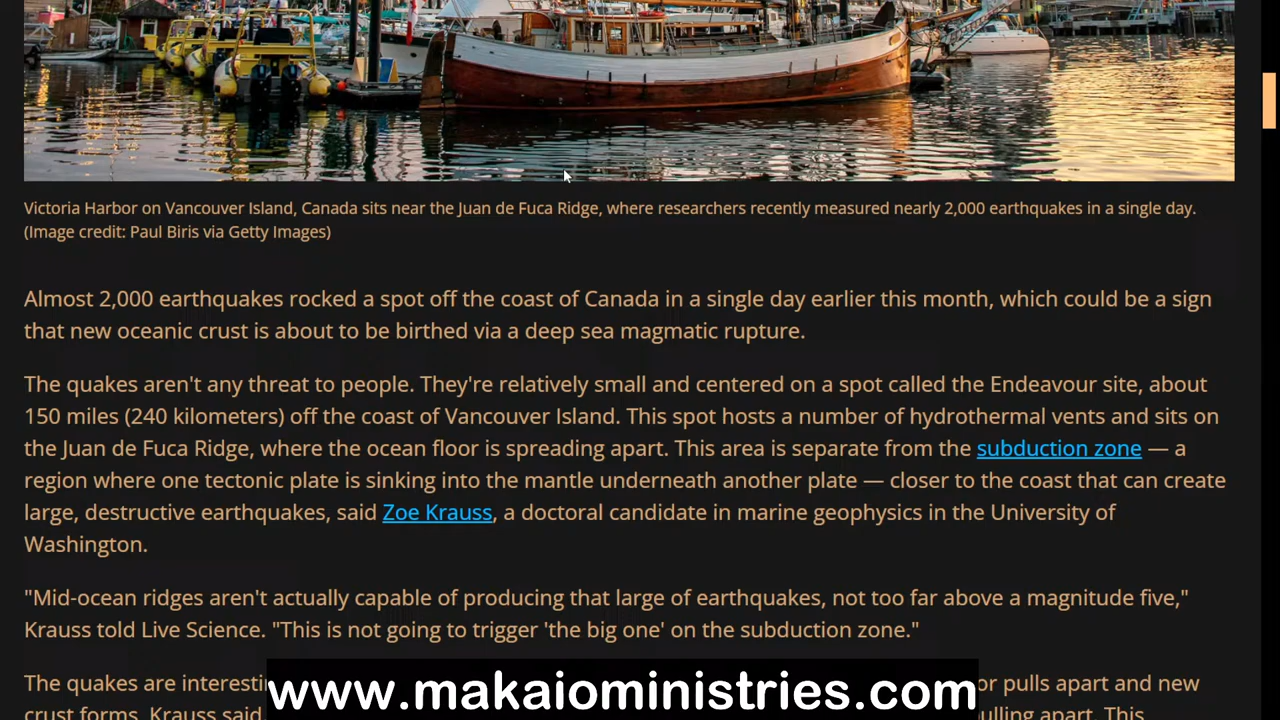 Victoria Harbor on Vancouver Island, Canada sits near the Juan de Fuca Ridge, where researchers recently measured nearly 2,000 earthquakes in a single day.
(Image credit: Paul Biris via Getty Images)
Almost 2,000 earthquakes rocked a spot off the coast of Canada in a single day earlier this month, which could be a sign
that new oceanic crust is about to be birthed via a deep sea magmatic rupture.
The quakes aren't any threat to people. They're relatively small and centered on a spot called the Endeavour site, about
150 miles (240 kilometers) off the coast of Vancouver Island. This spot hosts a number of hydrothermal vents and sits on
the Juan de Fuca Ridge, where the ocean floor is spreading apart. This area is separate from the subduction zone — a
region where one tectonic plate is sinking into the mantle underneath another plate — closer to the coast that can create
large, destructive earthquakes, said Zoe Krauss, a doctoral candidate in marine geophysics in the University of
Washington.
"Mid-ocean ridges aren't actually capable of producing that large of earthquakes, not too far above a magnitude five,"
Krauss told Live Science. "This is not going to trigger 'the big one' on the subduction zone."
The quakes are pulls apart and new
crust forms, Krauss said This
www.makaiominitries.com